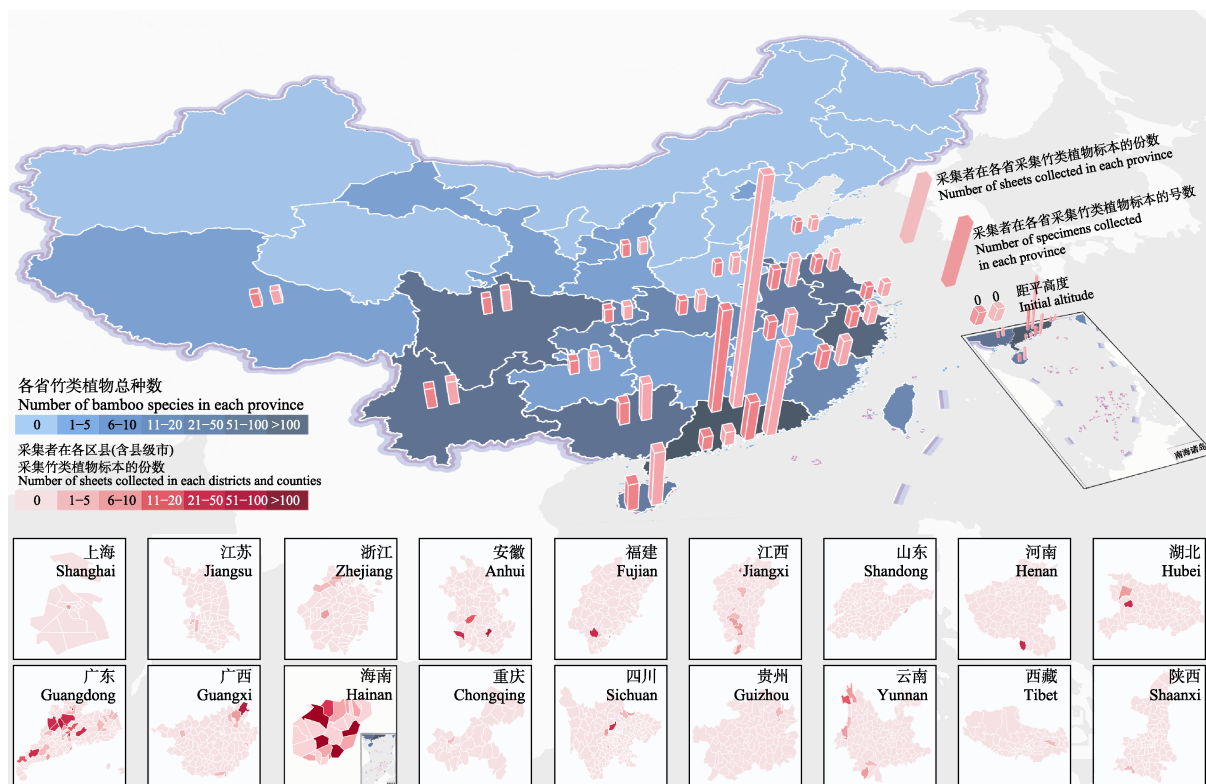 采集者在各省采集竹类植物标本的份数
Number of sheets collected in each province
采集者在各省采集竹类植物标本的号数
Number of specimens collected
in each province
0 0
距平高度
Initial altitude
南海诸岛
各省竹类植物总种数
Number of bamboo species in each province
0 1−5 6−10 11−20 21−50 51−100 >100
采集者在各区县(含县级市)
采集竹类植物标本的份数
Number of sheets collected in each districts and counties
0 1−5 6−10 11−20 21−50 51−100 >100
上海
Shanghai
江苏
Jiangsu
浙江
Zhejiang
安徽
Anhui
福建
Fujian
江西
Jiangxi
山东
Shandong
河南
Henan
湖北
Hubei
广东
Guangdong
广西
Guangxi
海南
Hainan
重庆
Chongqing
四川
Sichuan
贵州
Guizhou
云南
Yunnan
西藏
Tibet
陕西
Shaanxi